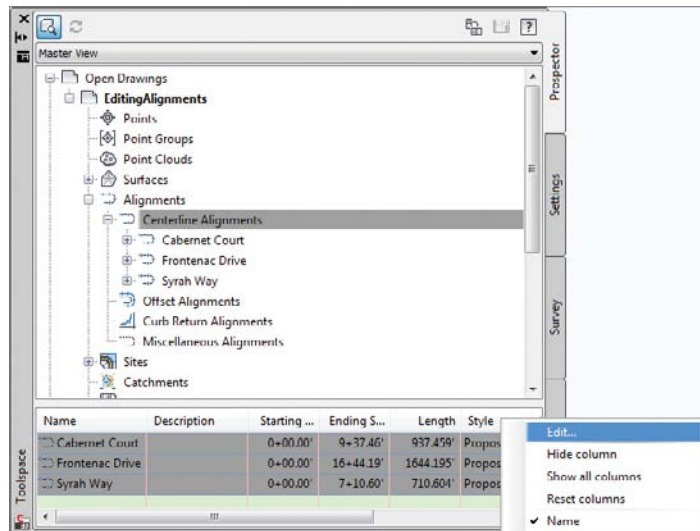 Master View
Open Drawings
EditingAlignments
Points
Point Groups
Point Clouds
Surfaces
Alignments
Centerline Alignments
Cabernet Court
Frontenac Drive
Syrah Way
Offset Alignments
Curb Return Alignments
Miscellaneous Alignments
Sites
Catchments
Prospector
Settings
Survey
Toolspace
Name Description Starting ... Ending S... Length Style
Cabernet Court 0+00.00' 9+37.46' 937.459' Propos
Frontenac Drive 0+00.00' 16+44.19' 1644.195' Propos
Syrah Way 0+00.00' 7+10.60' 710.604' Propos
Edit...
Hide column
Show all columns
Reset columns
✓ Name